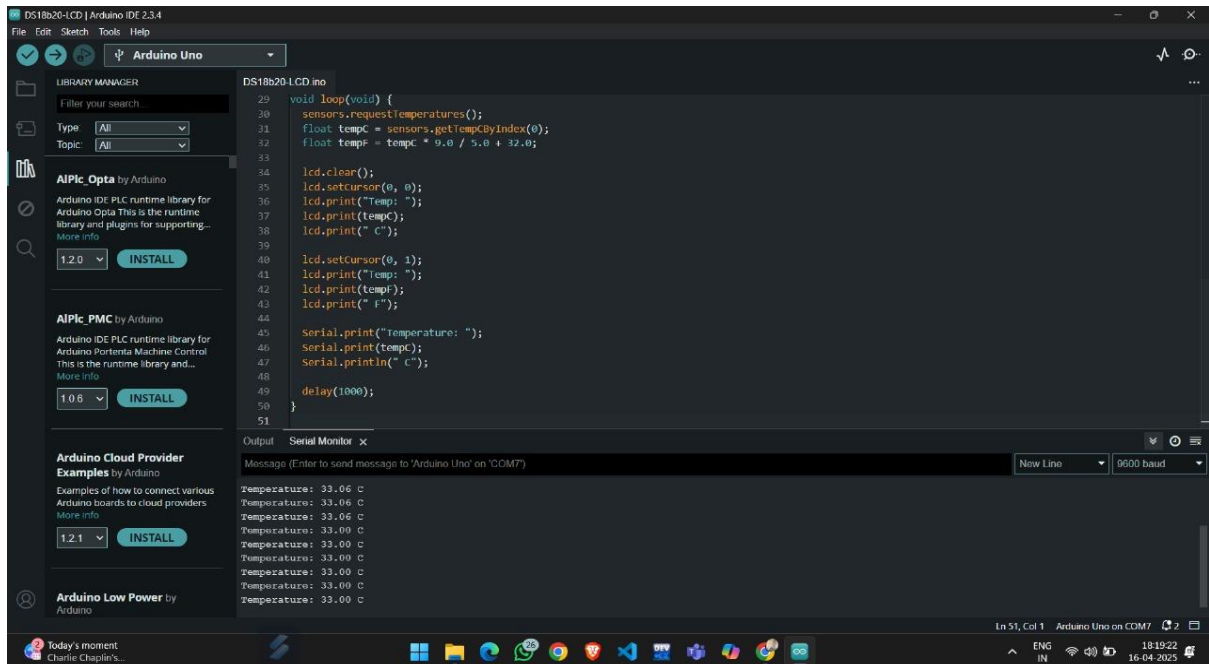 DS18b20-LCD | Arduino IDE 2.3.4
File Edit Sketch Tools Help
Arduino Uno
LIBRARY MANAGER
Filter your search...
Type: All
Topic: All
AlPlc_Opta by Arduino
Arduino IDE PLC runtime library for
Arduino Opta This is the runtime
library and plugins for supporting...
More info
1.2.0 INSTALL
AlPlc_PMC by Arduino
Arduino IDE PLC runtime library for
Arduino Portenta Machine Control
This is the runtime library and...
More info
1.0.6 INSTALL
Arduino Cloud Provider
Examples by Arduino
Examples of how to connect various
Arduino boards to cloud providers
More info
1.2.1 INSTALL
Arduino Low Power by
Arduino
DS18b20-LCD.ino
29 void loop(void) {
30 sensors.requestTemperatures();
31 float tempC = sensors.getTempCByIndex(0);
32 float tempF = tempC * 9.0 / 5.0 + 32.0;
33
34 lcd.clear();
35 lcd.setCursor(0, 0);
36 lcd.print("Temp: ");
37 lcd.print(tempC);
38 lcd.print(" C");
39
40 lcd.setCursor(0, 1);
41 lcd.print("Temp: ");
42 lcd.print(tempF);
43 lcd.print(" F");
44
45 Serial.print("Temperature: ");
46 Serial.print(tempC);
47 Serial.println(" C");
48
49 delay(1000);
50 }
51
Output Serial Monitor x
Message (Enter to send message to 'Arduino Uno' on 'COM7')
New Line 9600 baud
Temperature: 33.06 C
Temperature: 33.06 C
Temperature: 33.06 C
Temperature: 33.00 C
Temperature: 33.00 C
Temperature: 33.00 C
Temperature: 33.00 C
Temperature: 33.00 C
Temperature: 33.00 C
Ln 51, Col 1 Arduino Uno on COM7 2
2
Today's moment
Charlie Chaplin's...
26
ENG
IN
18:19:22
16-04-2025